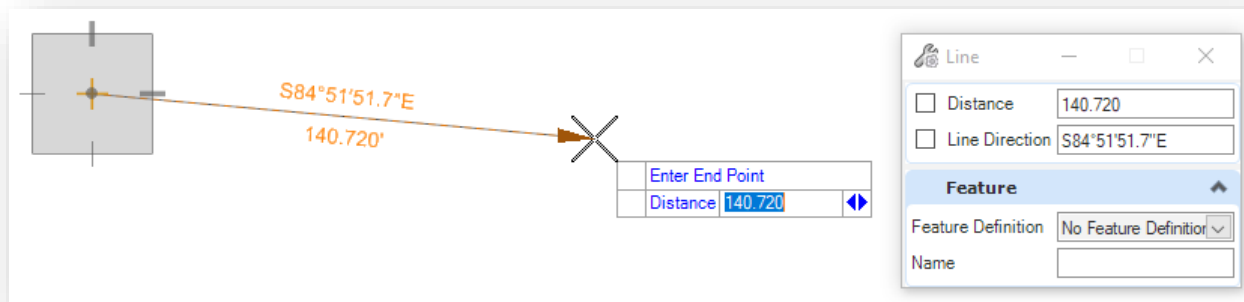 S84°51'51.7"E
140.720'
Enter End Point
Distance 140.720
Line
Distance 140.720
Line Direction S84°51'51.7"E
Feature
Feature Definition No Feature Definition
Name